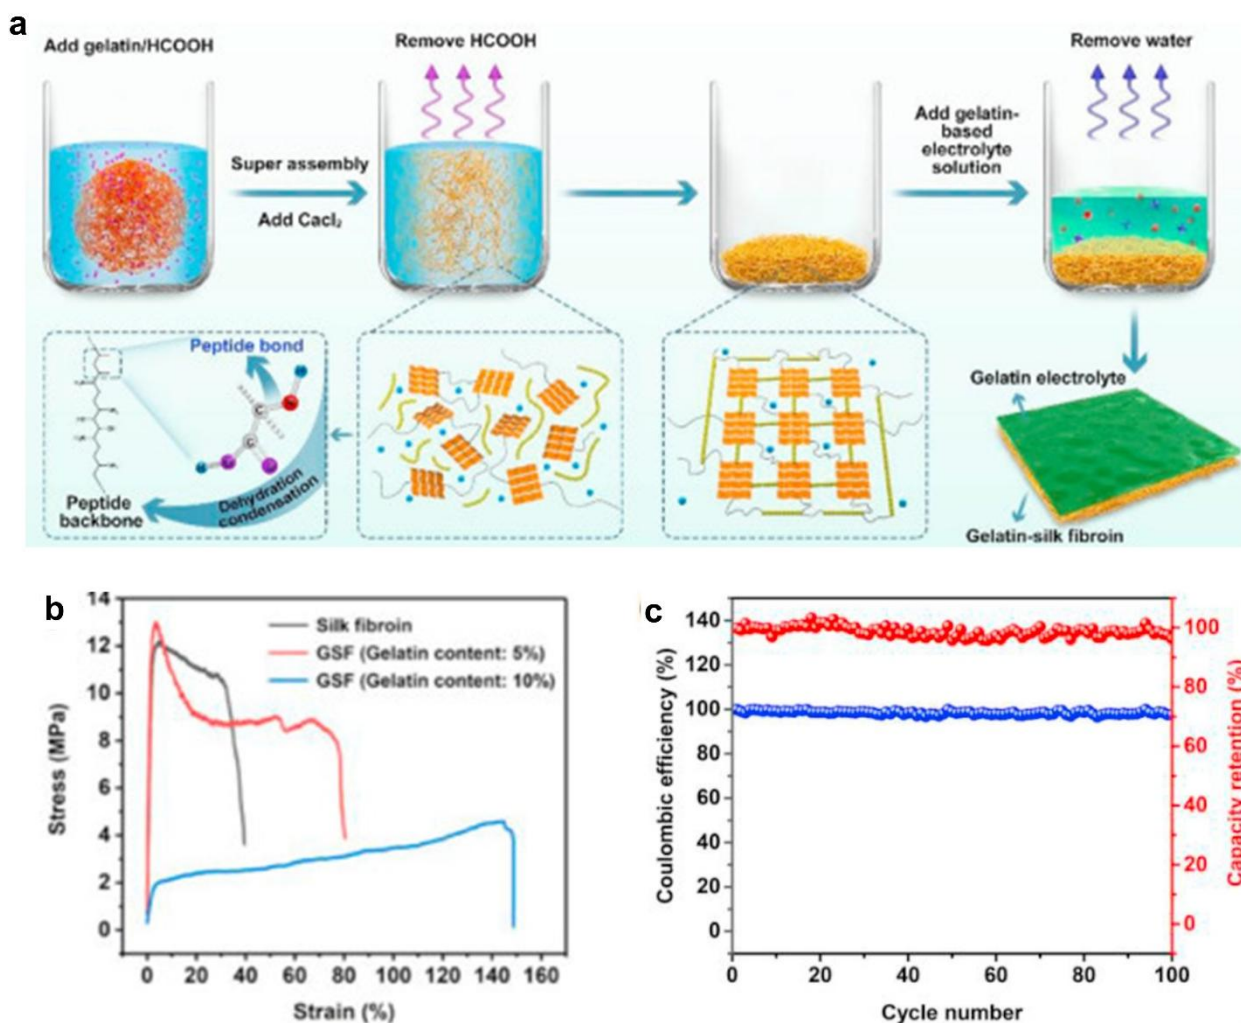 a
Add gelatin/HCOOH
Remove HCOOH
Remove water
Super assembly
Add Cacl₂
Add gelatin-
based
electrolyte
solution
Peptide bond
Peptide
backbone
Dehydration
condensation
Gelatin electrolyte
Gelatin-silk fibroin
b
Silk fibroin
GSF (Gelatin content: 5%)
GSF (Gelatin content: 10%)
Stress (MPa)
14
12
10
8
6
4
2
0
0 20 40 60 80 100 120 140 160
Strain (%)
c
Coulombic efficiency (%)
140
120
100
80
60
40
20
0
0 20 40 60 80 100
Cycle number
100
80
60
40
20
0
Capacity retention (%)